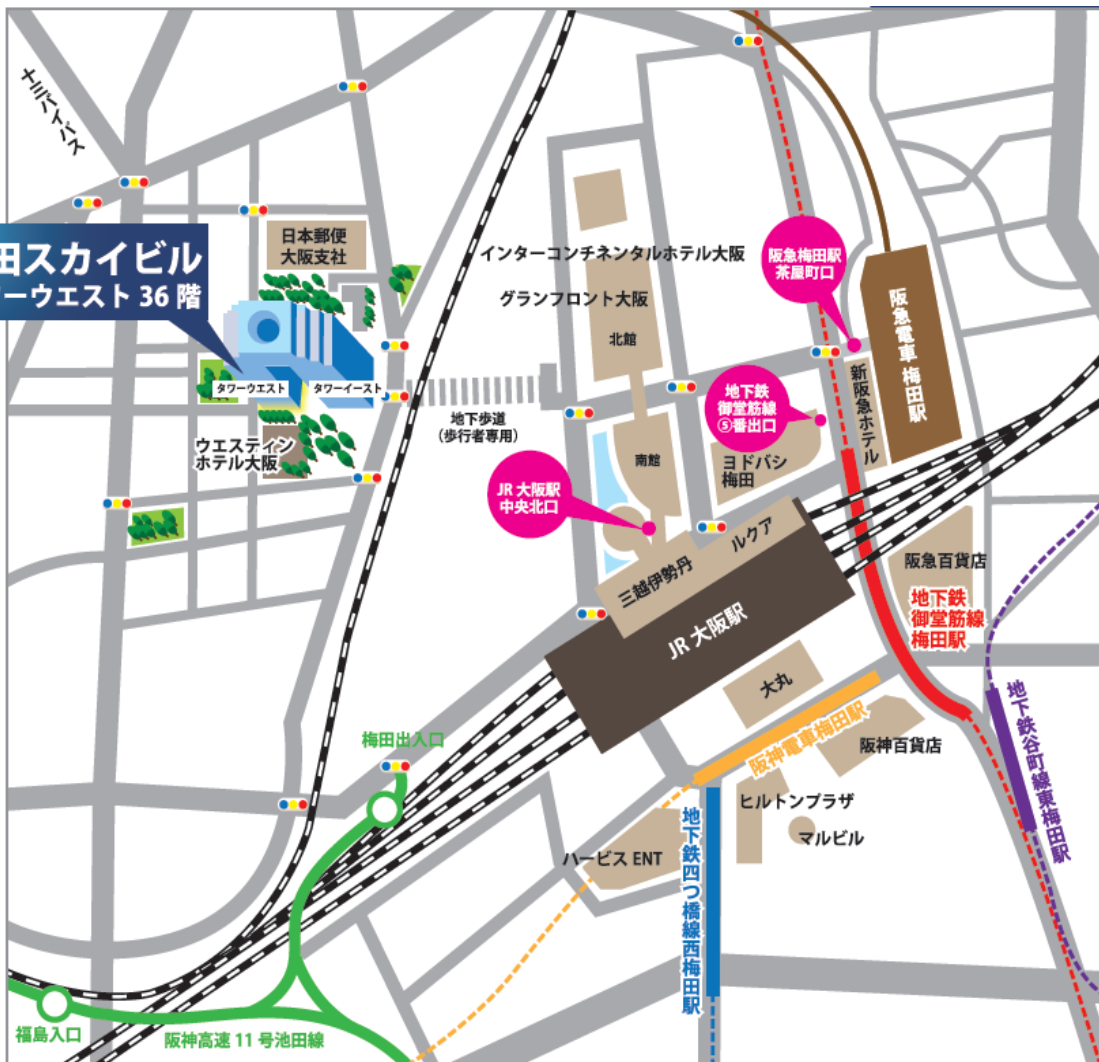 十三バイパス
田スカイビル
ーウエスト 36 階
日本郵便
大阪支社
タワーウエスト
タワーイースト
ウエスティン
ホテル大阪
地下歩道
(歩行者専用)
インターコンチネンタルホテル大阪
グランフロント大阪
北館
南館
阪急梅田駅
茶屋町口
阪急電車 梅田駅
新阪急ホテル
地下鉄
御堂筋線
⑤番出口
ヨドバシ
梅田
JR 大阪駅
中央北口
三越伊勢丹
ルクア
JR 大阪駅
阪急百貨店
地下鉄
御堂筋線
梅田駅
大丸
阪神電車梅田駅
阪神百貨店
地下鉄谷町線東梅田駅
梅田出入口
ヒルトンプラザ
マルビル
ハービス ENT
地下鉄四つ橋線西梅田駅
福島入口
阪神高速 11 号池田線